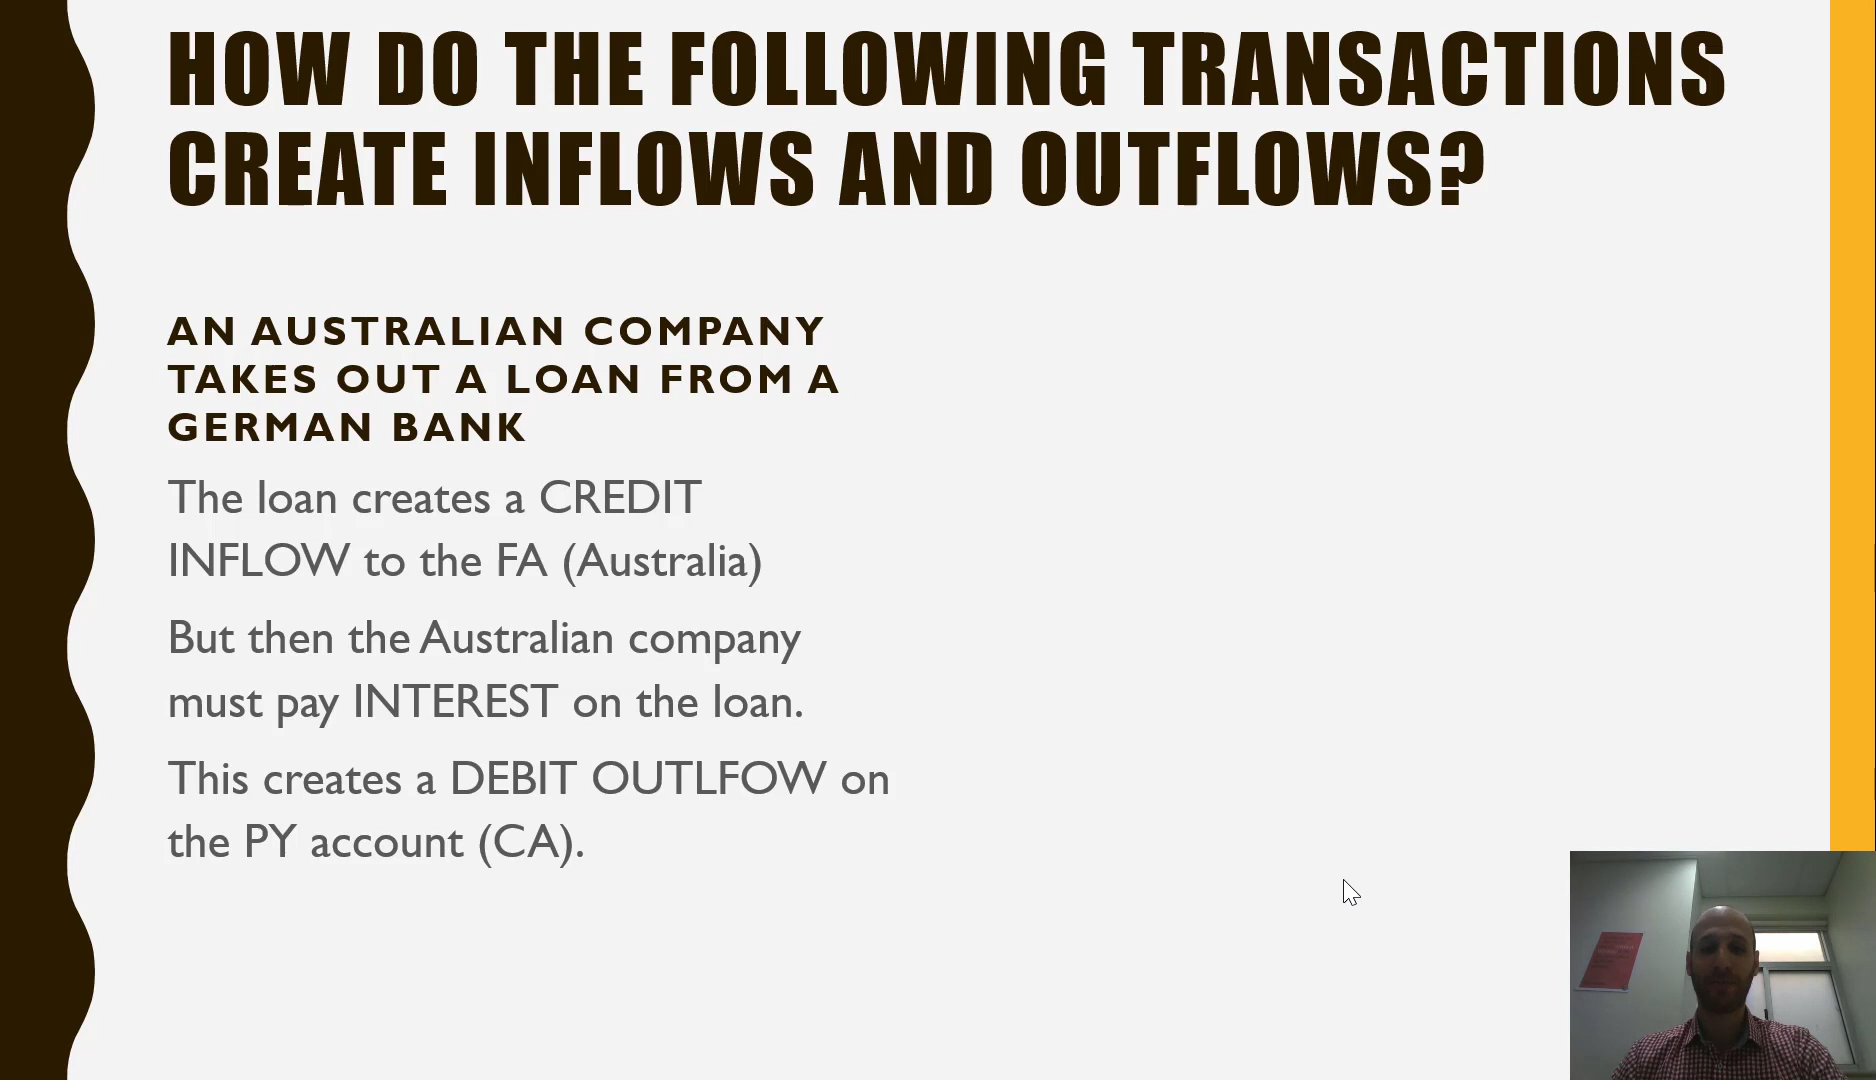 HOW DO THE FOLLOWING TRANSACTIONS
CREATE INFLOWS AND OUTFLOWS?
AN AUSTRALIAN COMPANY
TAKES OUT A LOAN FROM A
GERMAN BANK
The loan creates a CREDIT
INFLOW to the FA (Australia)
But then the Australian company
must pay INTEREST on the loan.
This creates a DEBIT OUTLFOW on
the PY account (CA).